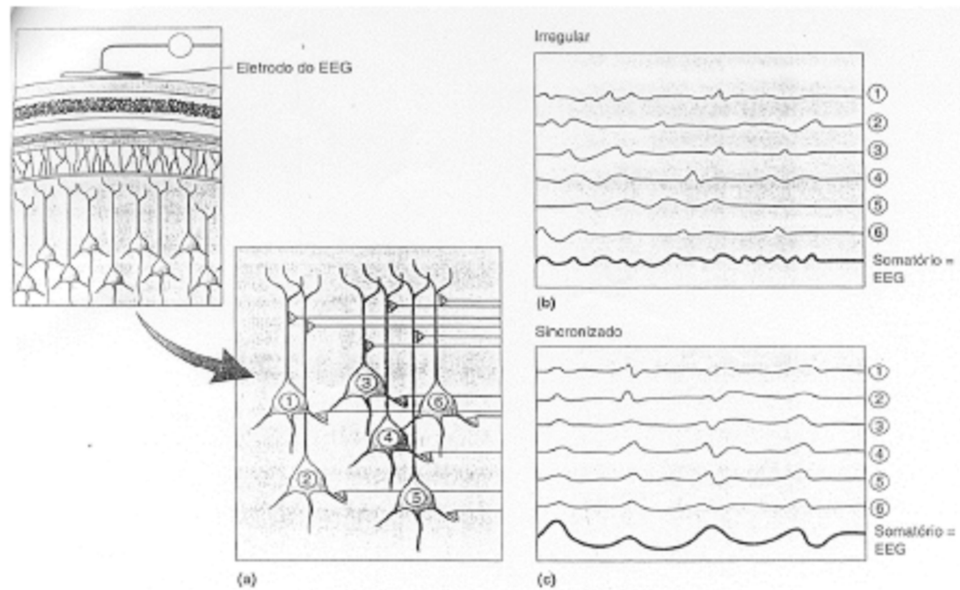 Eletrodo do EEG
(a)
①
②
③
④
⑤
⑥
Irregular
①
②
③
④
⑤
⑥
Somatório =
EEG
(b)
Sincronizado
①
②
③
④
⑤
⑥
Somatório =
EEG
(c)